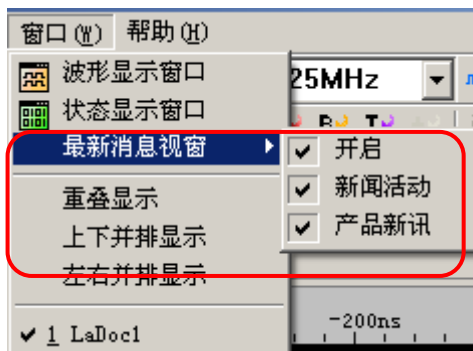 窗口(W) 帮助(H)
波形显示窗口
25MHz
状态显示窗口
最新消息视窗
开启
新闻活动
产品新讯
重叠显示
上下并排显示
左右并排显示
-200ns
1 LaDoc1